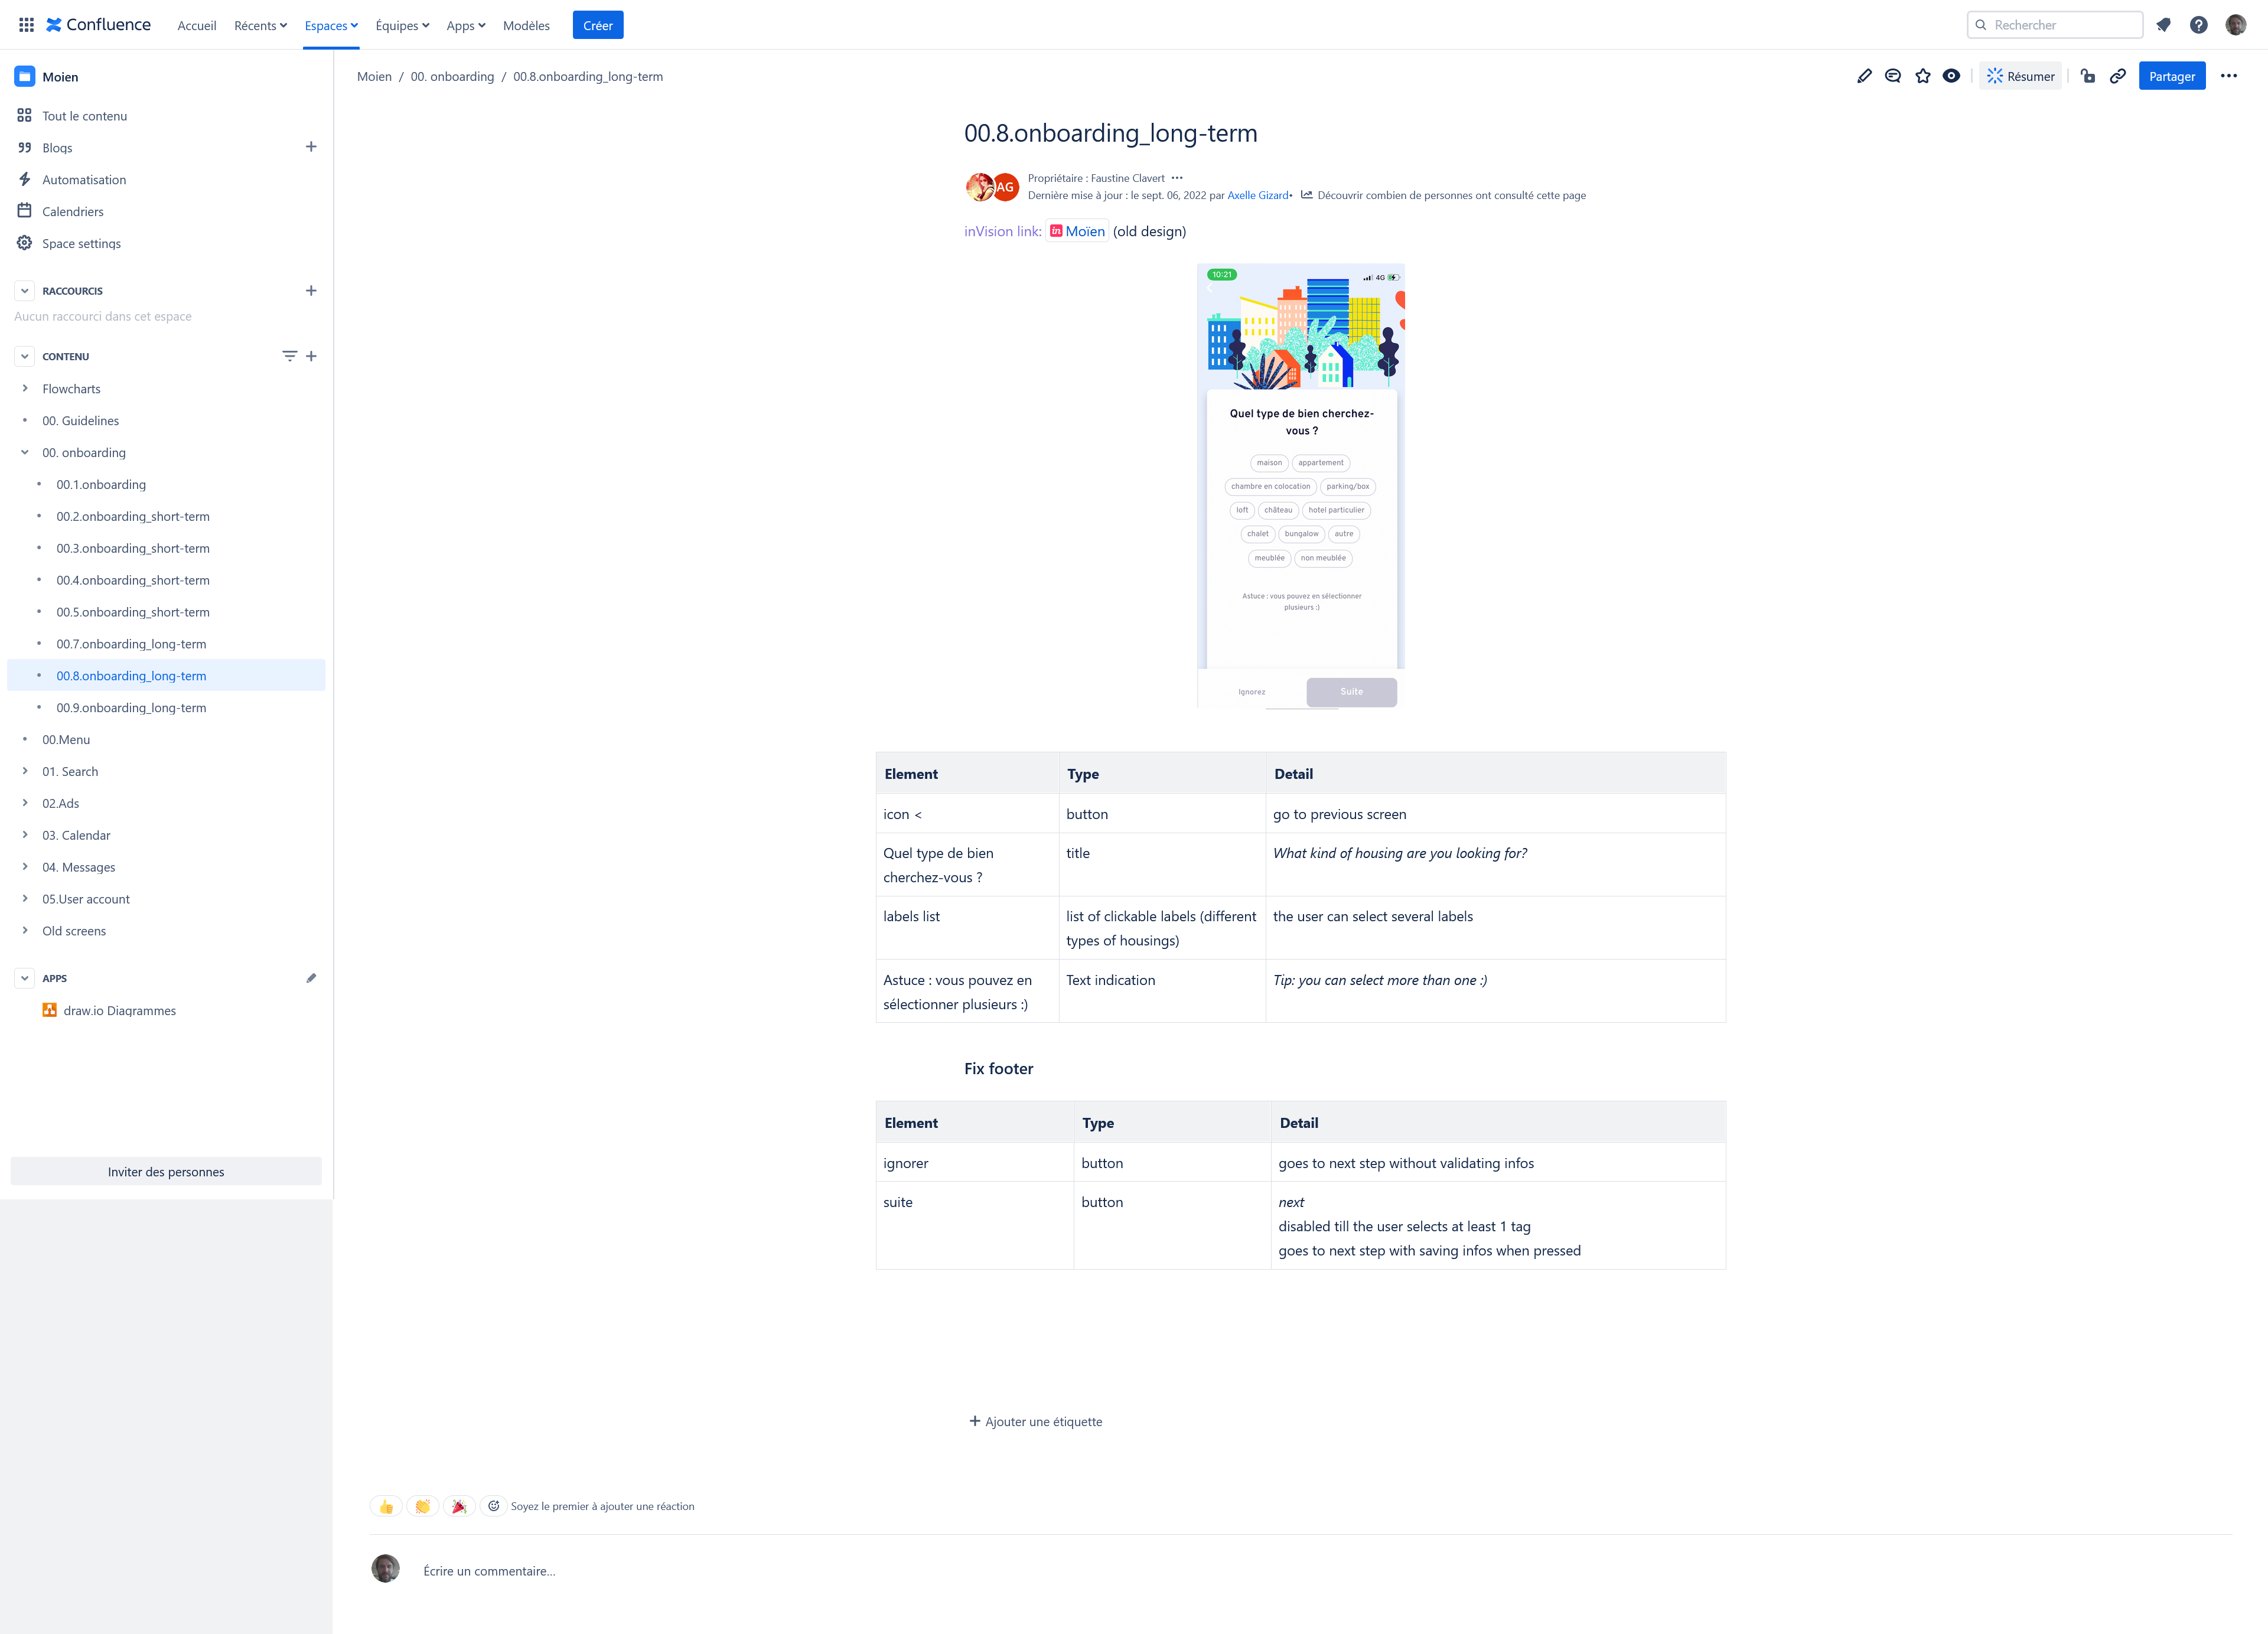 Confluence Accueil Récents Espaces Équipes Apps Modèles Créer Rechercher
Moien
Tout le contenu
Blogs
Automatisation
Calendriers
Space settings
RACCOURCIS
Aucun raccourci dans cet espace
CONTENU
Flowcharts
00. Guidelines
00. onboarding
00.1.onboarding
00.2.onboarding_short-term
00.3.onboarding_short-term
00.4.onboarding_short-term
00.5.onboarding_short-term
00.7.onboarding_long-term
00.8.onboarding_long-term
00.9.onboarding_long-term
00.Menu
01. Search
02.Ads
03. Calendar
04. Messages
05.User account
Old screens
APPS
draw.io Diagrammes
Inviter des personnes
Moien / 00. onboarding / 00.8.onboarding_long-term
Résumer Partager
00.8.onboarding_long-term
AG
Propriétaire : Faustine Clavert
Dernière mise à jour : le sept. 06, 2022 par Axelle Gizard• Découvrir combien de personnes ont consulté cette page
inVision link: in Moïen (old design)
10:21 4G
Quel type de bien cherchez-
vous ?
maison appartement
chambre en colocation parking/box
loft château hotel particulier
chalet bungalow autre
meublée non meublée
Astuce : vous pouvez en sélectionner
plusieurs :)
Ignorez Suite
Element Type Detail
icon < button go to previous screen
Quel type de bien title What kind of housing are you looking for?
cherchez-vous ?
labels list list of clickable labels (different the user can select several labels
types of housings)
Astuce : vous pouvez en Text indication Tip: you can select more than one :)
sélectionner plusieurs :)
Fix footer
Element Type Detail
ignorer button goes to next step without validating infos
suite button next
disabled till the user selects at least 1 tag
goes to next step with saving infos when pressed
Ajouter une étiquette
Soyez le premier à ajouter une réaction
Écrire un commentaire…